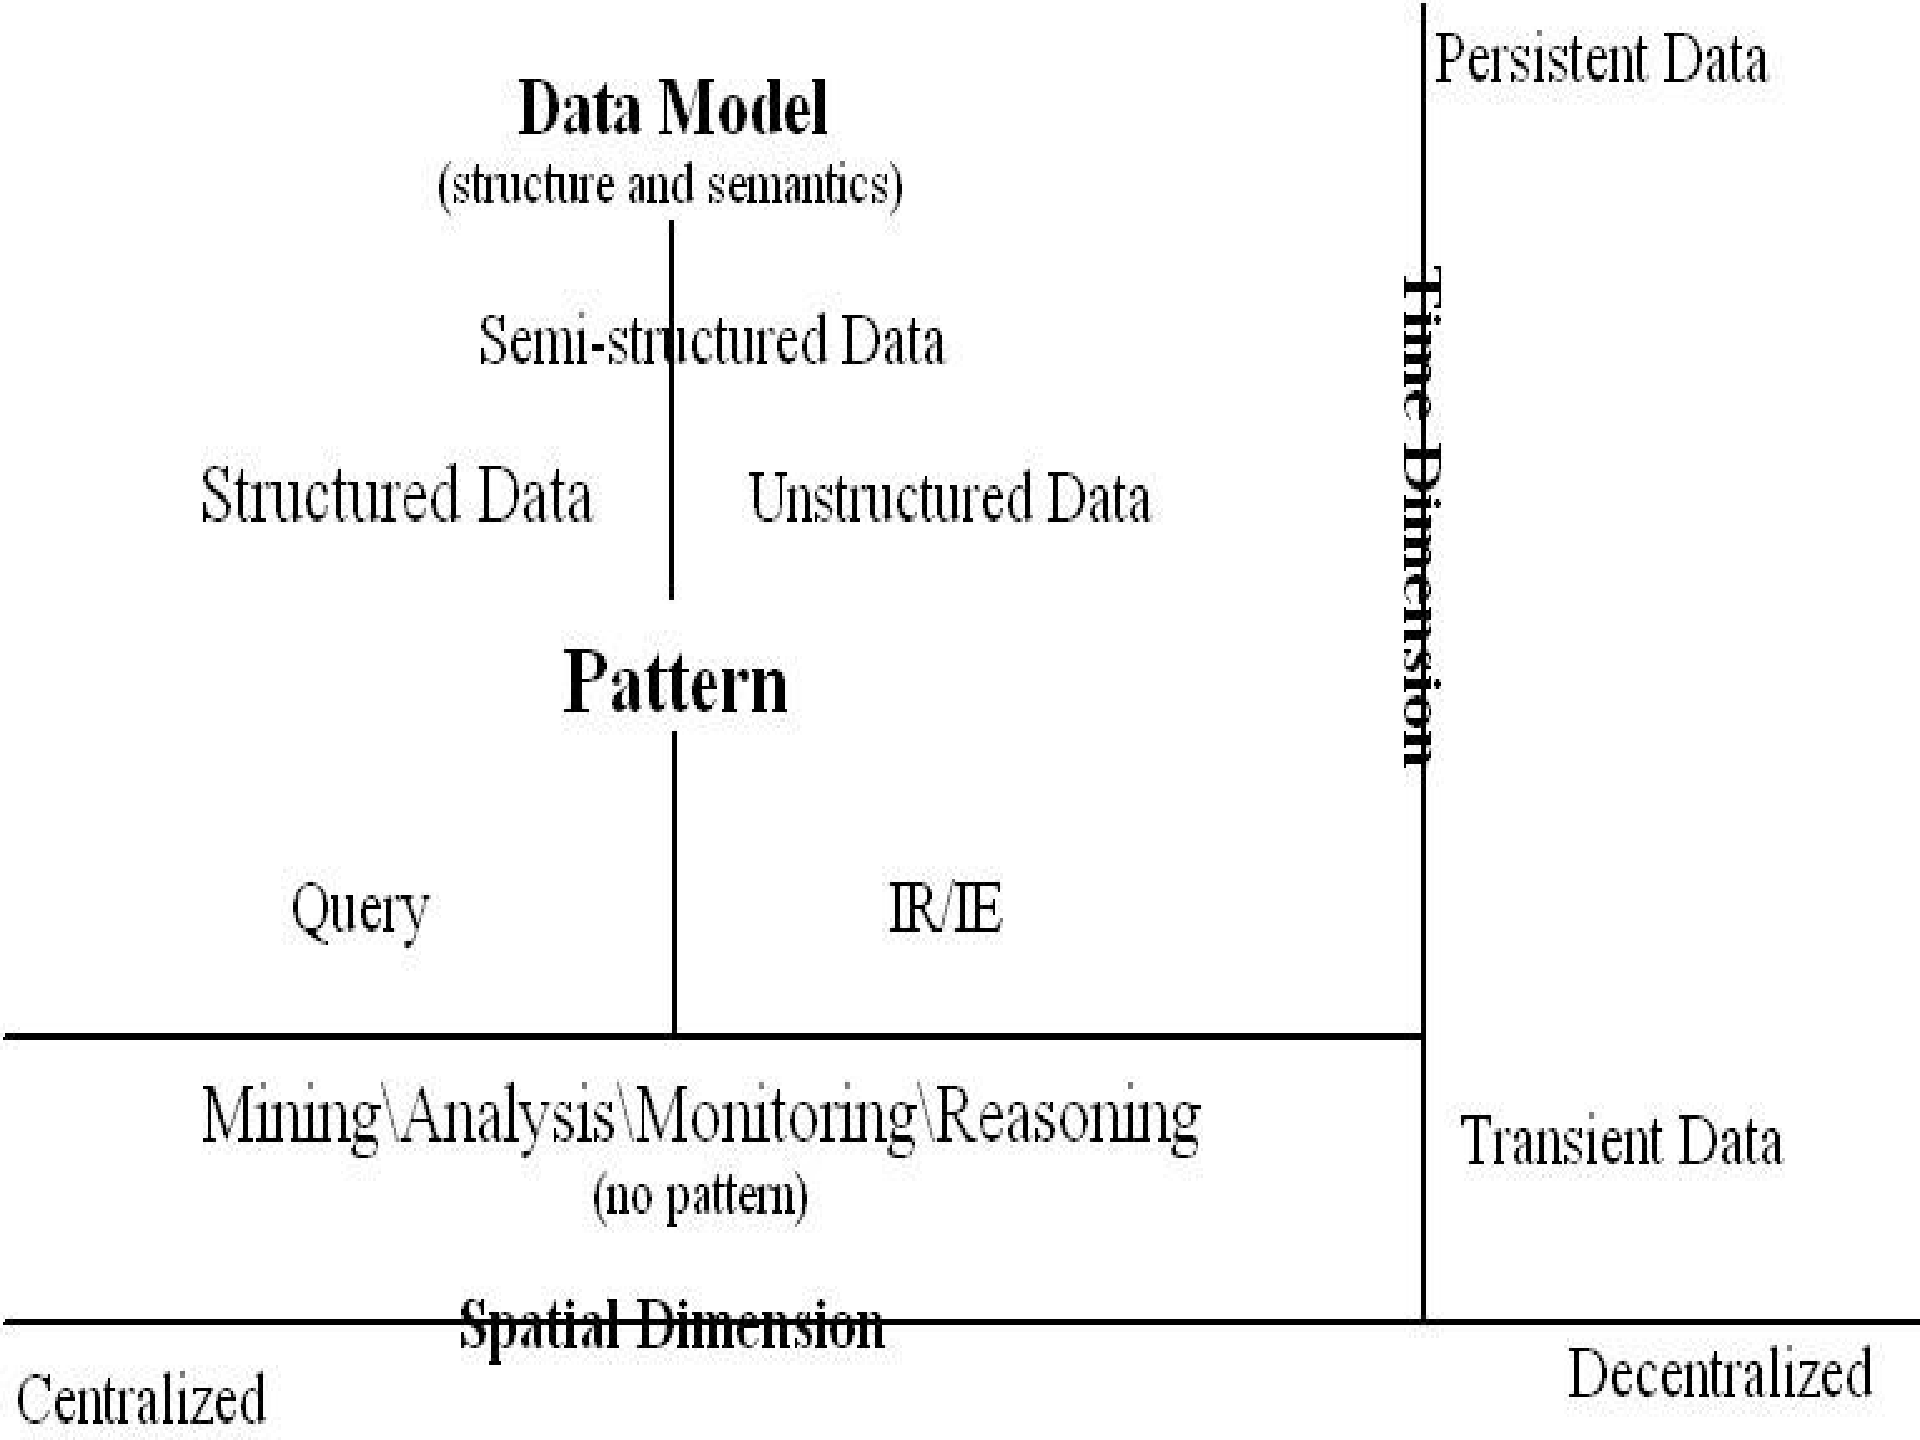 Persistent Data
Data Model
(structure and semantics)
Semi-structured Data
Structured Data
Unstructured Data
Time Dimension
Pattern
Query
IR/IE
Mining\Analysis\Monitoring\Reasoning
(no pattern)
Transient Data
Spatial Dimension
Centralized
Decentralized